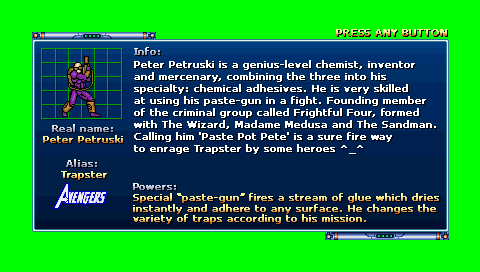 PRESS ANY BUTTON
Info:
Peter Petruski is a genius-level chemist, inventor
and mercenary, combining the three into his
specialty: chemical adhesives. He is very skilled
at using his paste-gun in a fight. Founding member
of the criminal group called Frightful Four, formed
with The Wizard, Madame Medusa and The Sandman.
Calling him 'Paste Pot Pete' is a sure fire way
to enrage Trapster by some heroes ^_^
Real name:
Peter Petruski
Alias:
Trapster
AVENGERS
Powers:
Special "paste-gun" fires a stream of glue which dries
instantly and adhere to any surface. He changes the
variety of traps according to his mission.